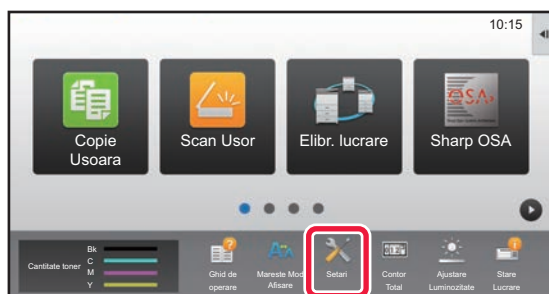 10:15
Copie
Usoara
Scan Usor
Elibr. lucrare
OSA
Sharp OSA
Cantitate toner
Bk
C
M
Y
Ghid de
operare
Mareste Mod
Afisare
Setari
Contor
Total
Ajustare
Luminozitate
Stare
Lucrare